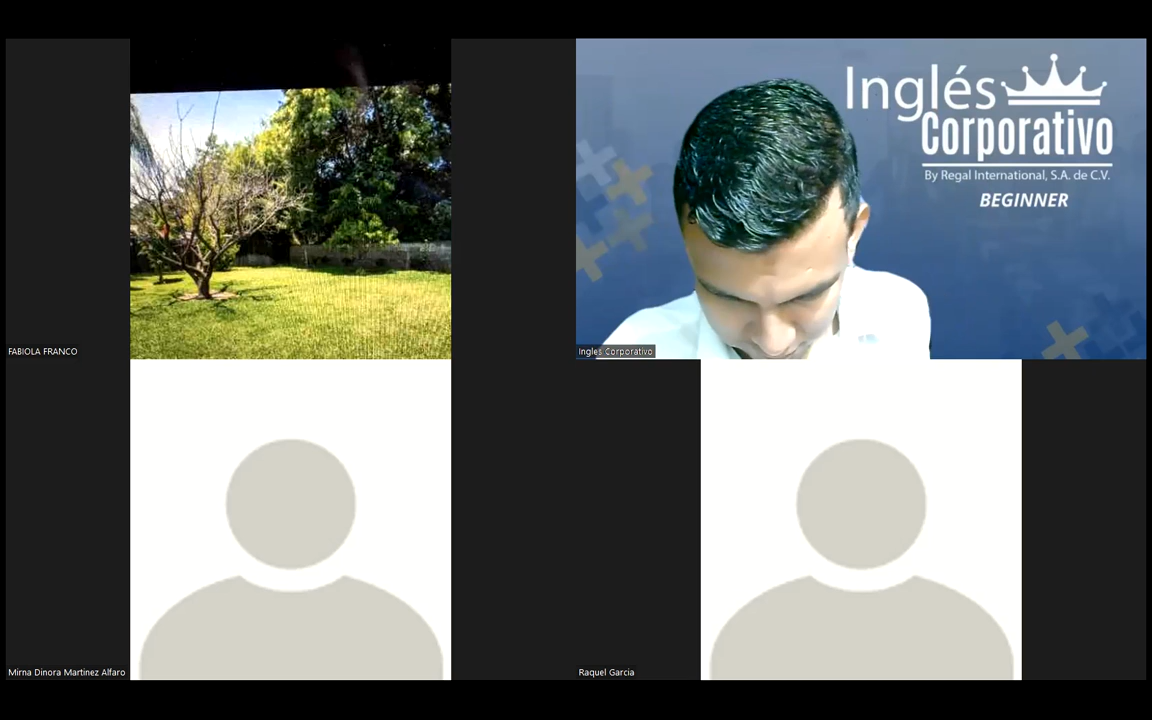 Inglés
Corporativo
By Regal International, S.A. de C.V.
BEGINNER
FABIOLA FRANCO
Ingles Corporativo
Mirna Dinora Martinez Alfaro
Raquel Garcia